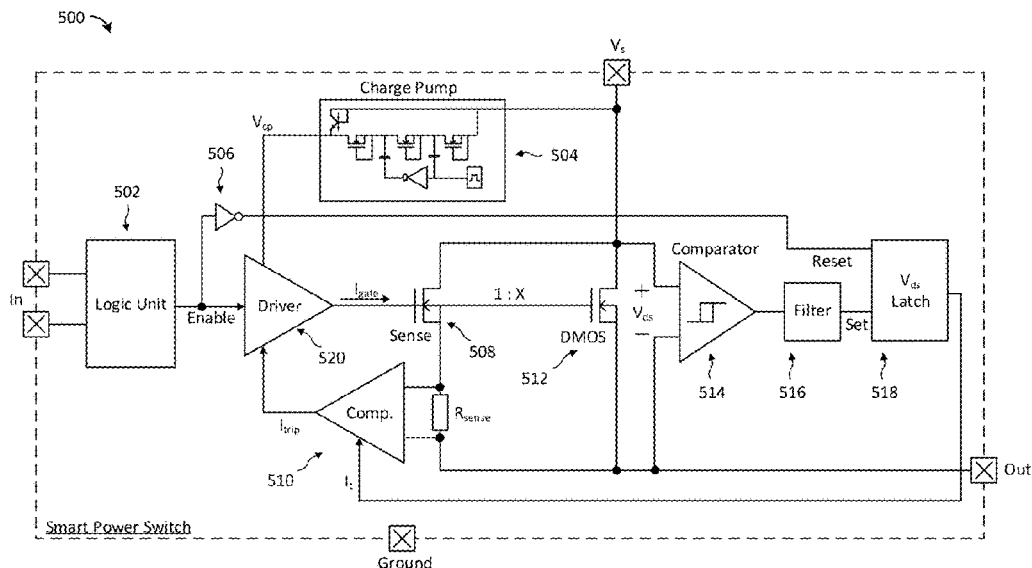 500
Vs
Charge Pump
Vcp
504
506
502
Comparator
Reset
In
Logic Unit
Enable
Driver
Igate
1 : X
+
Vds
−
Vds
Latch
Filter
Set
Sense
508
DMOS
512
520
514
516
518
Comp.
Rsense
Itrip
510
Out
Smart Power Switch
Ground